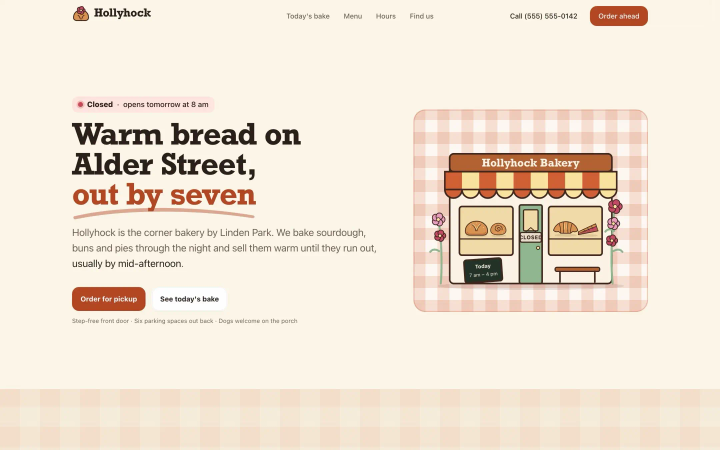 Hollyhock
Today's bake Menu Hours Find us
Call (555) 555-0142
Order ahead
Closed · opens tomorrow at 8 am
Warm bread on
Alder Street,
out by seven
Hollyhock is the corner bakery by Linden Park. We bake sourdough,
buns and pies through the night and sell them warm until they run out,
usually by mid-afternoon.
Order for pickup
See today's bake
Step-free front door · Six parking spaces out back · Dogs welcome on the porch
Hollyhock Bakery
CLOSED
Today
7 am – 4 pm